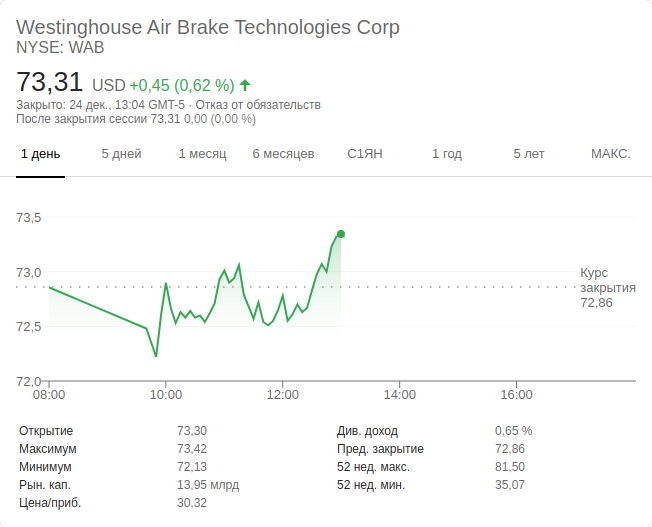 Westinghouse Air Brake Technologies Corp
NYSE: WAB
73,31 USD +0,45 (0,62 %)
Закрыто: 24 дек., 13:04 GMT-5 · Отказ от обязательств
После закрытия сессии 73,31 0,00 (0,00 %)
1 день 5 дней 1 месяц 6 месяцев С1ЯН 1 год 5 лет МАКС.
73,5
73,0
Курс
закрытия
72,86
72,5
72,0
08:00 10:00 12:00 14:00 16:00
Открытие 73,30 Див. доход 0,65 %
Максимум 73,42 Пред. закрытие 72,86
Минимум 72,13 52 нед. макс. 81,50
Рын. кап. 13,95 млрд 52 нед. мин. 35,07
Цена/приб. 30,32